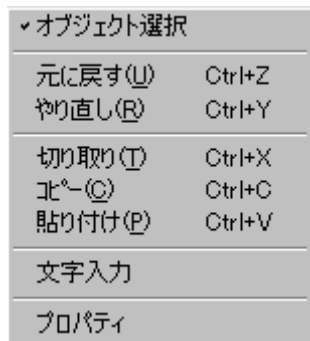 オブジェクト選択
元に戻す(U) Ctrl+Z
やり直し(R) Ctrl+Y
切り取り(T) Ctrl+X
ｺﾋﾟｰ(C) Ctrl+C
貼り付け(P) Ctrl+V
文字入力
プロパティ